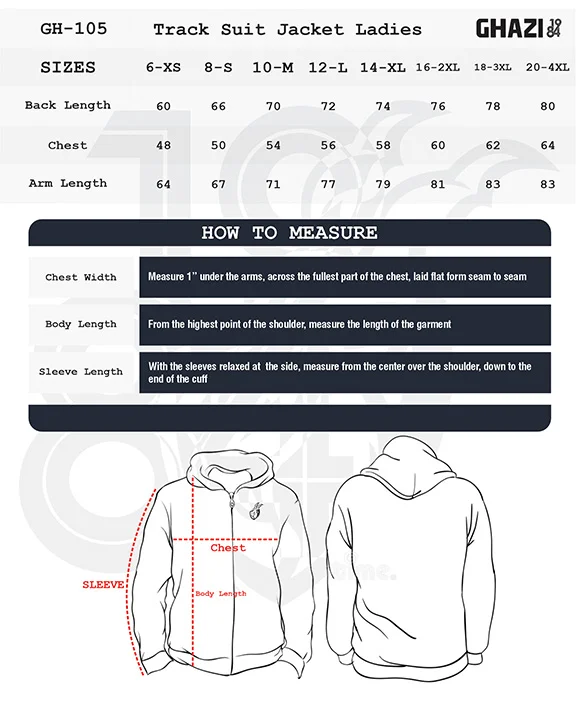 GH-105 Track Suit Jacket Ladies GHAZI 1984
SIZES 6-XS 8-S 10-M 12-L 14-XL 16-2XL 18-3XL 20-4XL
Back Length 60 66 70 72 74 76 78 80
Chest 48 50 54 56 58 60 62 64
Arm Length 64 67 71 77 79 81 83 83
HOW TO MEASURE
Chest Width Measure 1’’ under the arms, across the fullest part of the chest, laid flat form seam to seam
Body Length From the highest point of the shoulder, measure the length of the garment
Sleeve Length With the sleeves relaxed at the side, measure from the center over the shoulder, down to the
end of the cuff
Chest
SLEEVE
Body Length